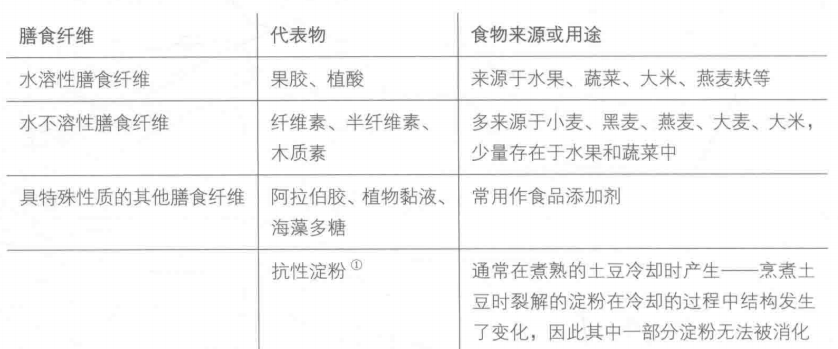 膳食纤维 代表物 食物来源或用途
水溶性膳食纤维 果胶、植酸 来源于水果、蔬菜、大米、燕麦麸等
水不溶性膳食纤维 纤维素、半纤维素、 多来源于小麦、黑麦、燕麦、大麦、大米，
木质素 少量存在于水果和蔬菜中
具特殊性质的其他膳食纤维 阿拉伯胶、植物黏液、 常用作食品添加剂
海藻多糖
抗性淀粉① 通常在煮熟的土豆冷却时产生——烹煮土
豆时裂解的淀粉在冷却的过程中结构发生
了变化，因此其中一部分淀粉无法被消化